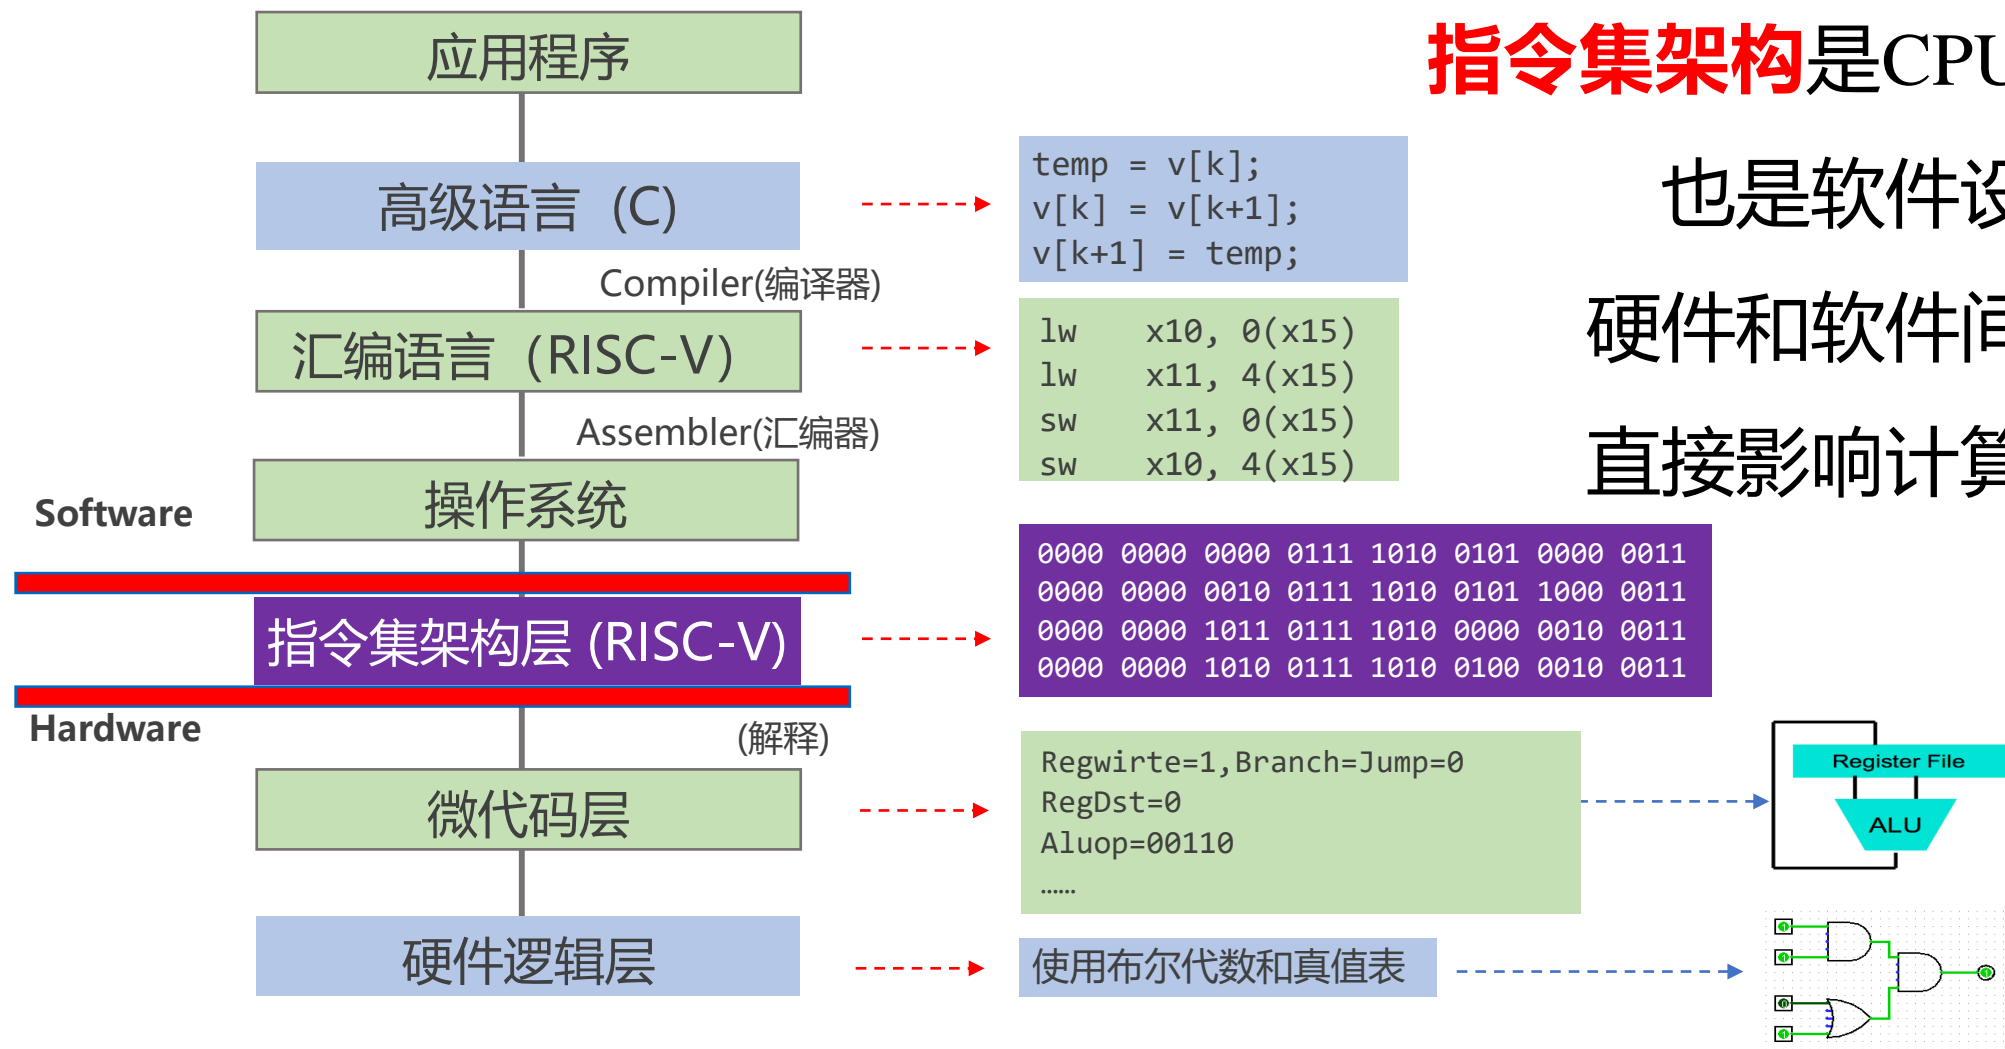 应用程序
高级语言 (C)
Compiler(编译器)
汇编语言 (RISC-V)
Assembler(汇编器)
操作系统
Software
指令集架构层 (RISC-V)
Hardware
(解释)
微代码层
硬件逻辑层
temp = v[k];
v[k] = v[k+1];
v[k+1] = temp;
lw x10, 0(x15)
lw x11, 4(x15)
sw x11, 0(x15)
sw x10, 4(x15)
0000 0000 0000 0111 1010 0101 0000 0011
0000 0000 0010 0111 1010 0101 1000 0011
0000 0000 1011 0111 1010 0000 0010 0011
0000 0000 1010 0111 1010 0100 0010 0011
Regwirte=1,Branch=Jump=0
RegDst=0
Aluop=00110
……
使用布尔代数和真值表
指令集架构是CPU
也是软件设
硬件和软件间
直接影响计算
Register File
ALU